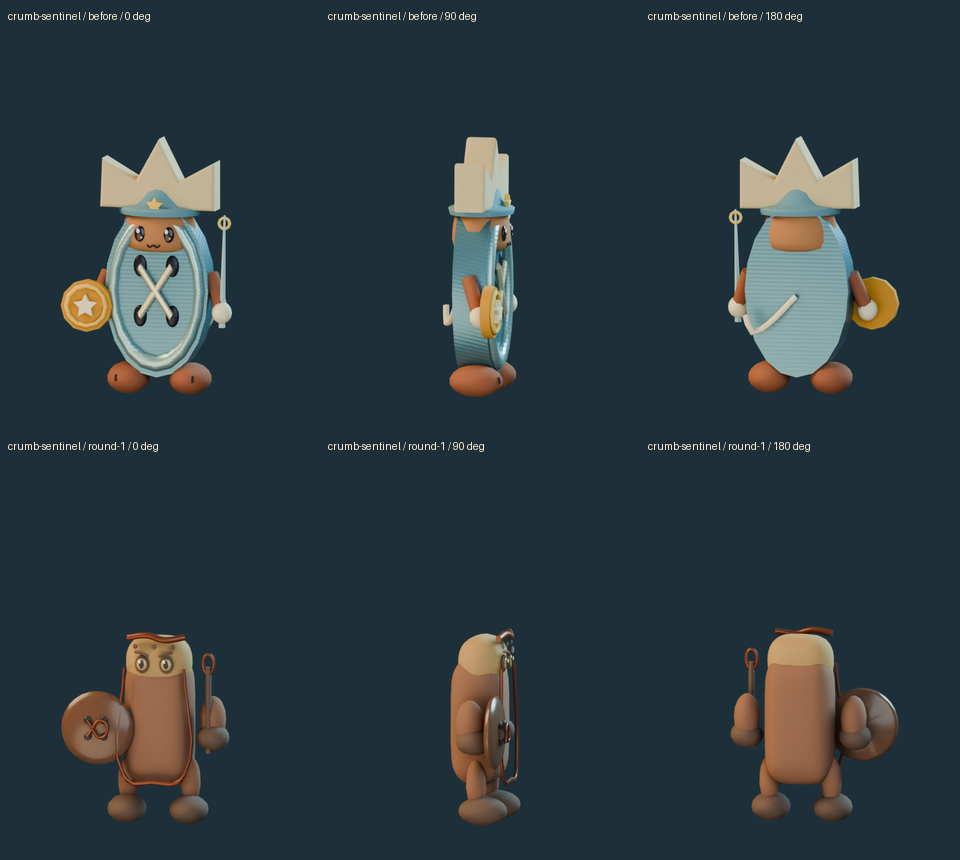 crumb-sentinel / before / 0 deg
crumb-sentinel / before / 90 deg
crumb-sentinel / before / 180 deg
crumb-sentinel / round-1 / 0 deg
crumb-sentinel / round-1 / 90 deg
crumb-sentinel / round-1 / 180 deg